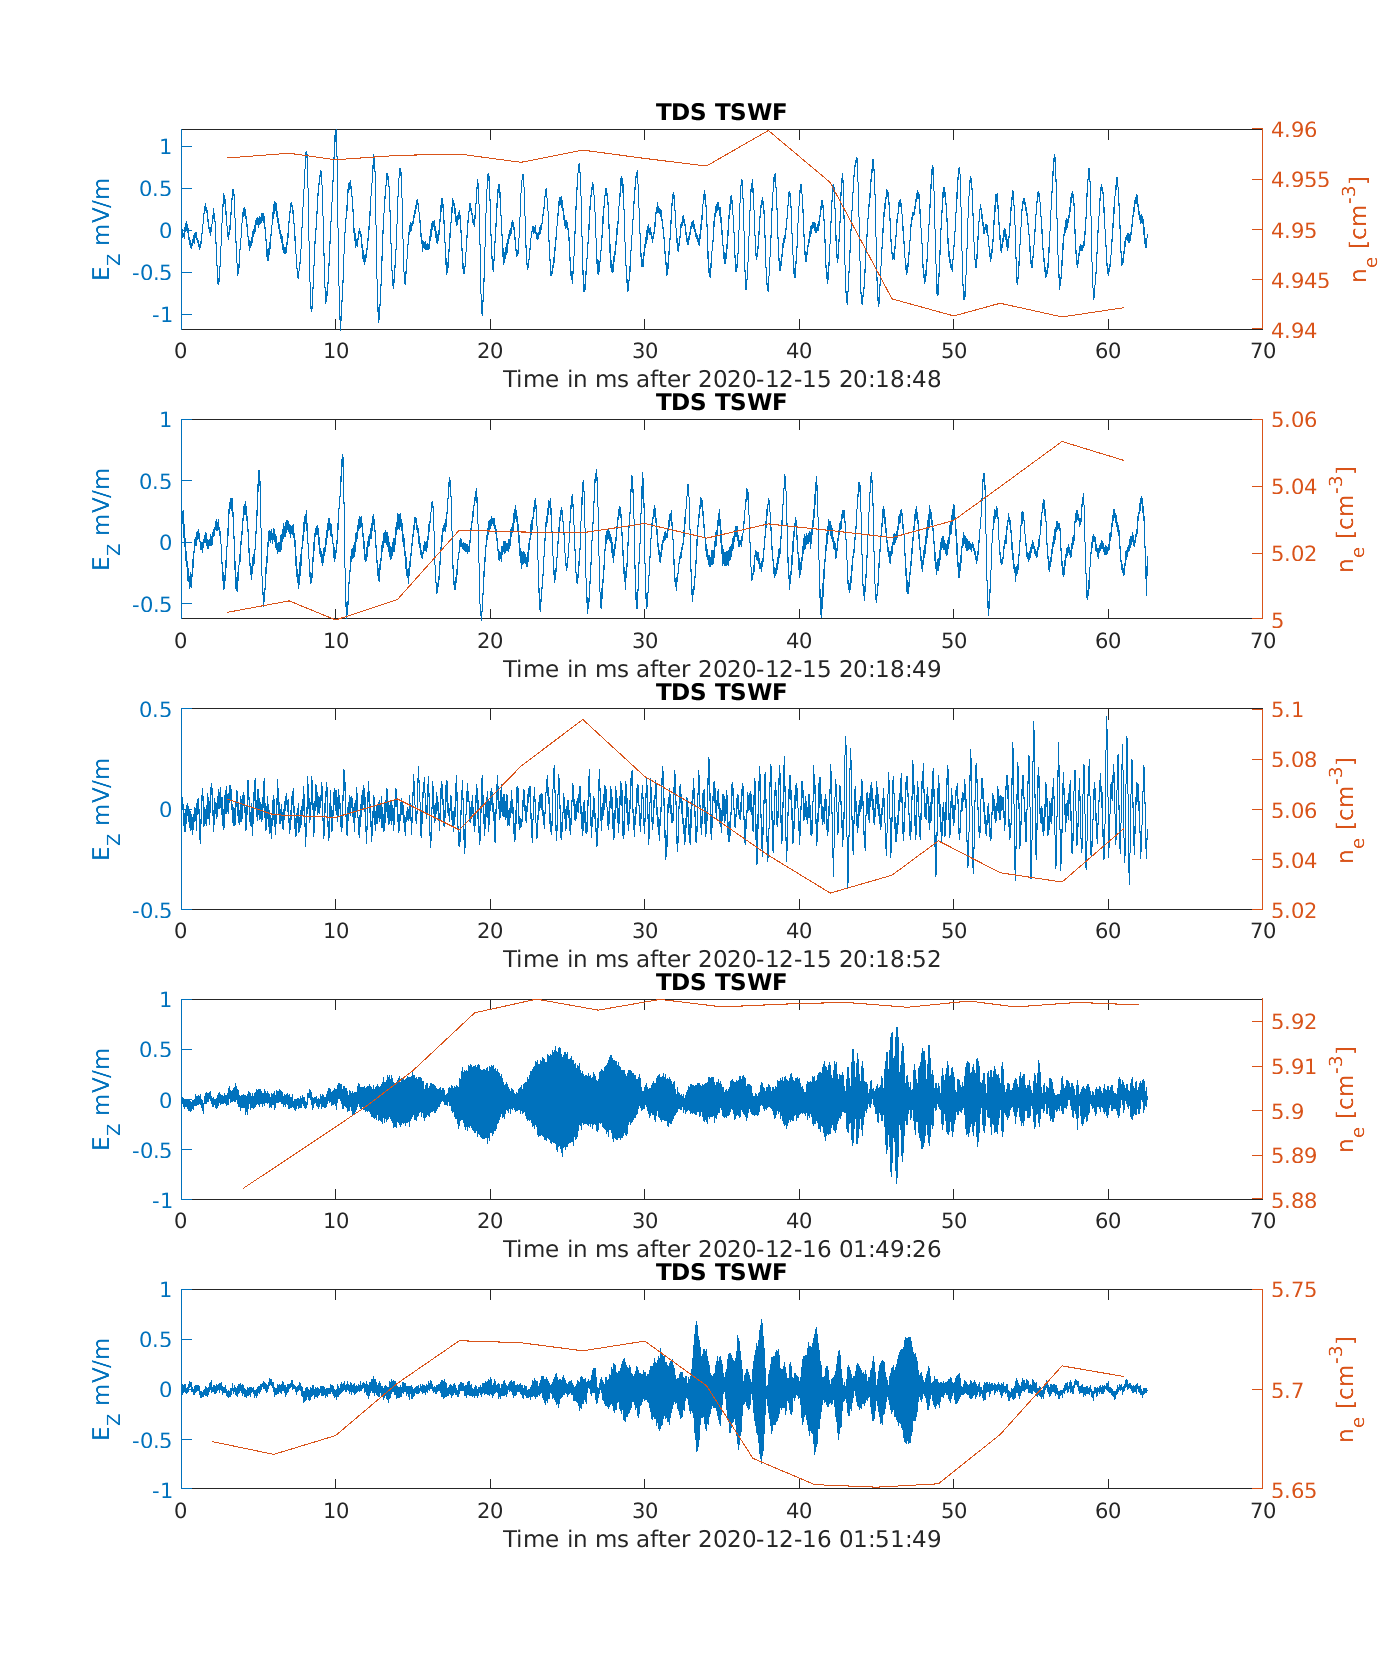 TDS TSWF
1
0.5
0
-0.5
-1
E_Z mV/m
4.96
4.955
4.95
4.945
4.94
n_e [cm^-3]
0 10 20 30 40 50 60 70
Time in ms after 2020-12-15 20:18:48
TDS TSWF
1
0.5
0
-0.5
E_Z mV/m
5.06
5.04
5.02
5
n_e [cm^-3]
0 10 20 30 40 50 60 70
Time in ms after 2020-12-15 20:18:49
TDS TSWF
0.5
0
-0.5
E_Z mV/m
5.1
5.08
5.06
5.04
5.02
n_e [cm^-3]
0 10 20 30 40 50 60 70
Time in ms after 2020-12-15 20:18:52
TDS TSWF
1
0.5
0
-0.5
-1
E_Z mV/m
5.92
5.91
5.9
5.89
5.88
n_e [cm^-3]
0 10 20 30 40 50 60 70
Time in ms after 2020-12-16 01:49:26
TDS TSWF
1
0.5
0
-0.5
-1
E_Z mV/m
5.75
5.7
5.65
n_e [cm^-3]
0 10 20 30 40 50 60 70
Time in ms after 2020-12-16 01:51:49